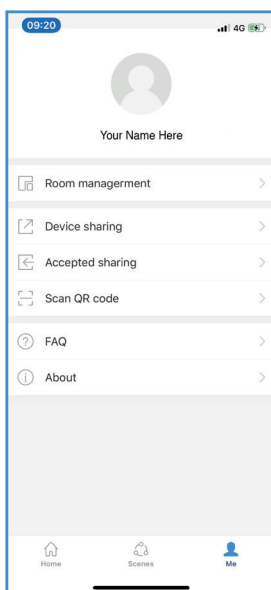 09:20
4G
Your Name Here
Room managerment
Device sharing
Accepted sharing
Scan QR code
FAQ
About
Home Scenes Me